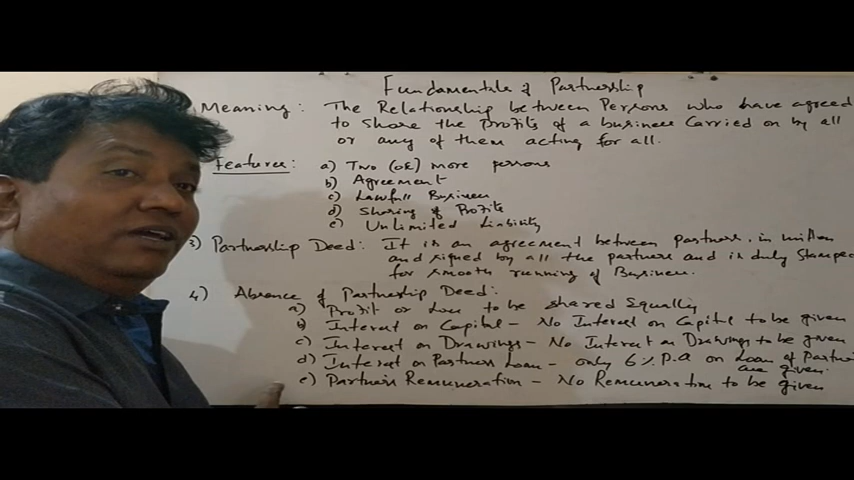 Fundamentals of Partnership
Meaning: The Relationship between Persons who have agreed
to share the Profits of a business Carried on by all
or any of them acting for all.
Features: a) Two (OR) more persons
b) Agreement
c) Lawfull Business
d) Sharing of Profits
e) Unlimited Liability
3) Partnership Deed: It is an agreement between partners, in written
and signed by all the partners and is duly Stamped
for smooth running of Business.
4) Absence of Partnership Deed:
a) Profit or Loss to be shared Equally
b) Interest on Capital - No Interest on Capital to be given
c) Interest on Drawings - No Interest on Drawings to be given
d) Interest on Partners Loan - only 6% P.A on Loan of Partner
are given.
e) Partners Remuneration - No Remuneration to be given